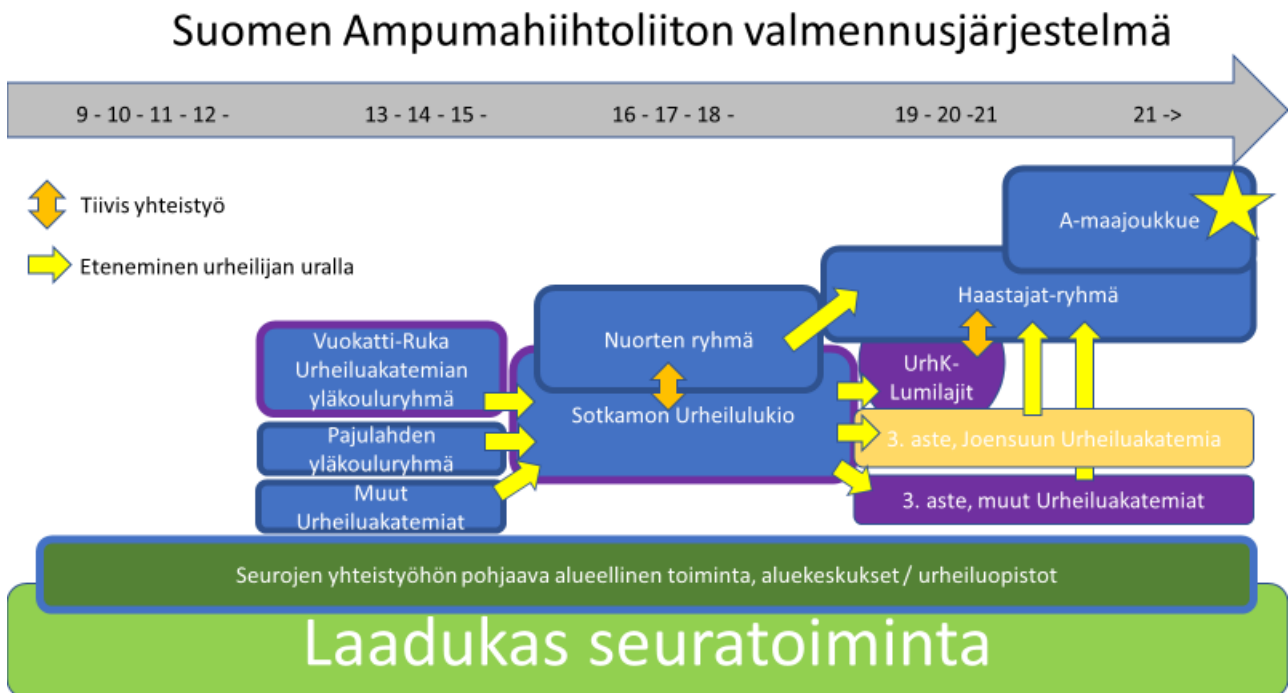 Suomen Ampumahiihtoliiton valmennusjärjestelmä
9 - 10 - 11 - 12 -
13 - 14 - 15 -
16 - 17 - 18 -
19 - 20 -21
21 ->
Tiivis yhteistyö
Eteneminen urheilijan uralla
A-maajoukkue
Haastajat-ryhmä
Nuorten ryhmä
Vuokatti-Ruka
Urheiluakatemian
yläkouluryhmä
Sotkamon Urheilulukio
UrhK-
Lumilajit
Pajulahden
yläkouluryhmä
3. aste, Joensuun Urheiluakatemia
Muut
Urheiluakatemiat
3. aste, muut Urheiluakatemiat
Seurojen yhteistyöhön pohjaava alueellinen toiminta, aluekeskukset / urheiluopistot
Laadukas seuratoiminta